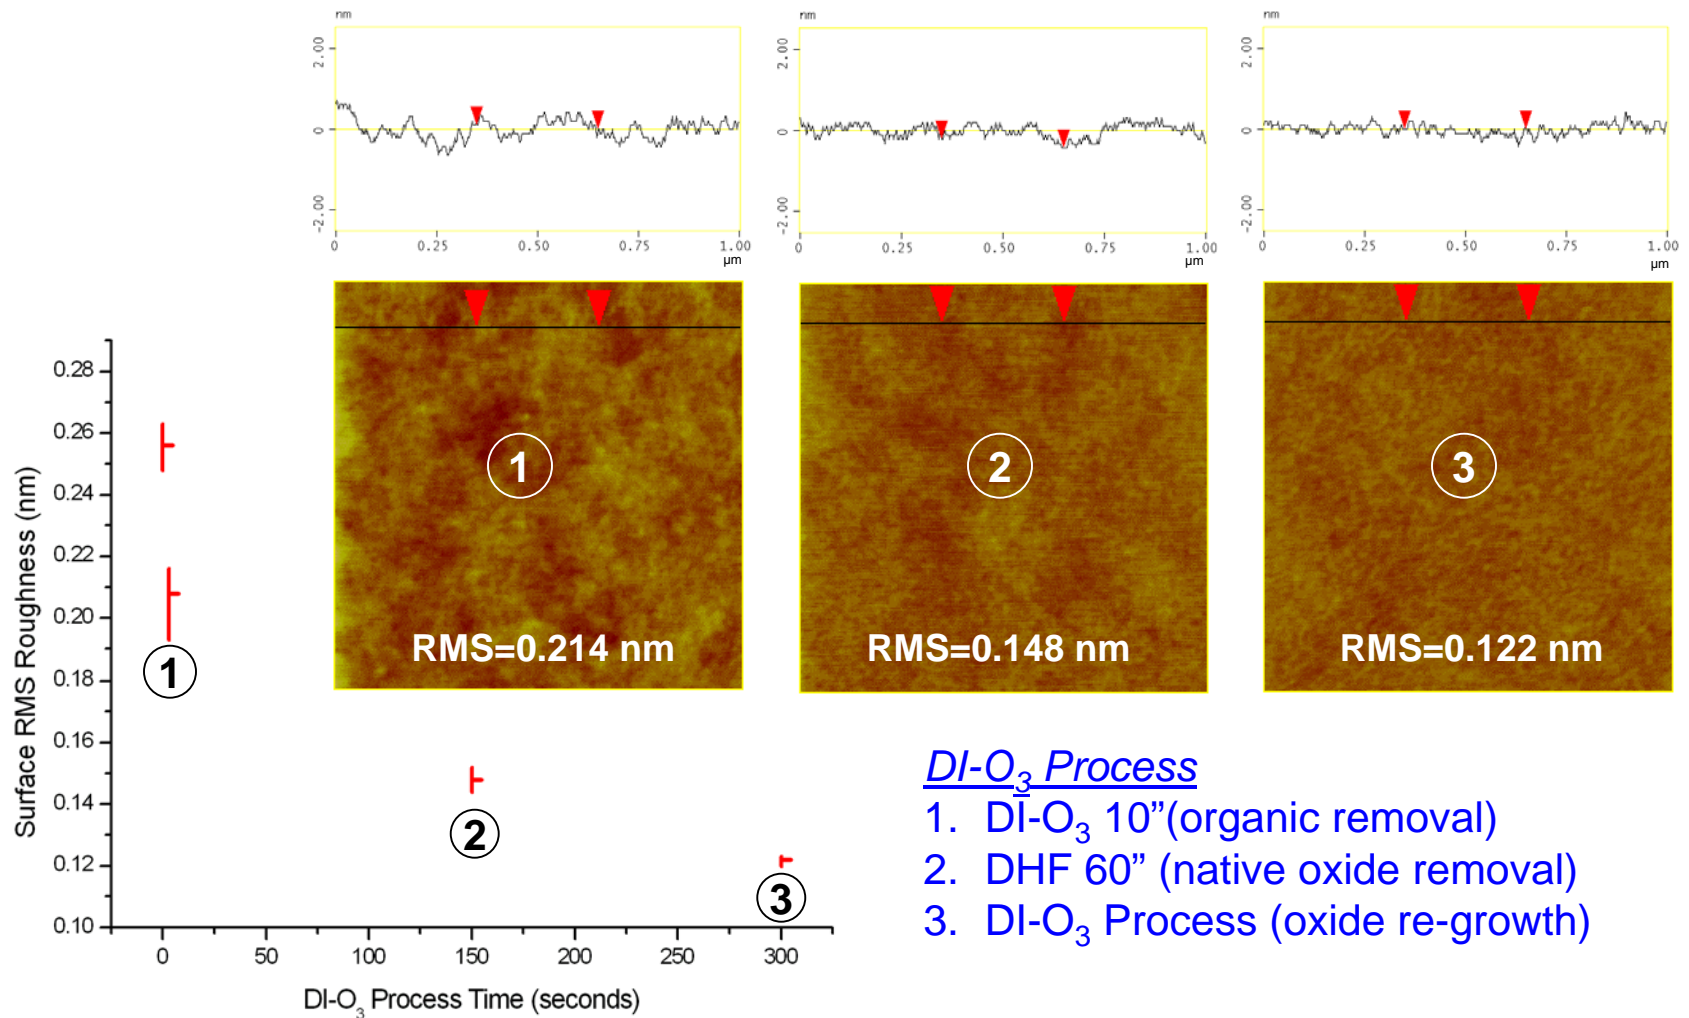 nm
2.00
0
-2.00
0 0.25 0.50 0.75 1.00
µm
nm
2.00
0
-2.00
0 0.25 0.50 0.75 1.00
µm
nm
2.00
0
-2.00
0 0.25 0.50 0.75 1.00
µm
1
RMS=0.214 nm
2
RMS=0.148 nm
3
RMS=0.122 nm
Surface RMS Roughness (nm)
0.28
0.26
0.24
0.22
0.20
0.18
0.16
0.14
0.12
0.10
1
2
3
0 50 100 150 200 250 300
DI-O3 Process Time (seconds)
DI-O3 Process
1. DI-O3 10”(organic removal)
2. DHF 60” (native oxide removal)
3. DI-O3 Process (oxide re-growth)